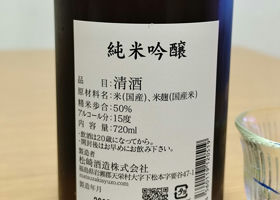 純米吟醸
品目:清酒
原材料名:米(国産)、米麹(国産米)
精米歩合:50%
アルコール分:15度
内容量:720ml
・飲酒は20歳になってから。
・開封後はお早めにお飲み下さい。
製造者
松崎酒造株式会社
福島県岩瀬郡天栄村大字下松本字要谷47-1
matsuzakisyuzo.com
製造年月